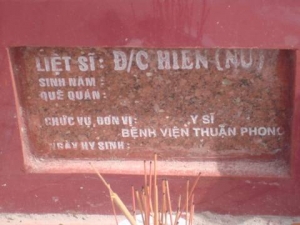 LIỆT SĨ: Đ/C HIỀN (NỮ)
SINH NĂM:
QUÊ QUÁN:
CHỨC VỤ, ĐƠN VỊ: Y SĨ
BỆNH VIỆN THUẬN PHONG
NGÀY HY SINH: